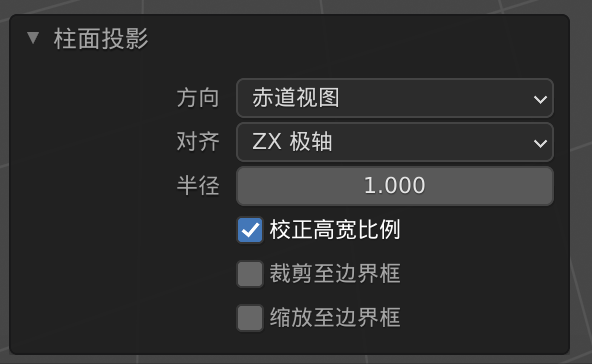 柱面投影
方向 赤道视图
对齐 ZX 极轴
半径 1.000
校正高宽比例
裁剪至边界框
缩放至边界框